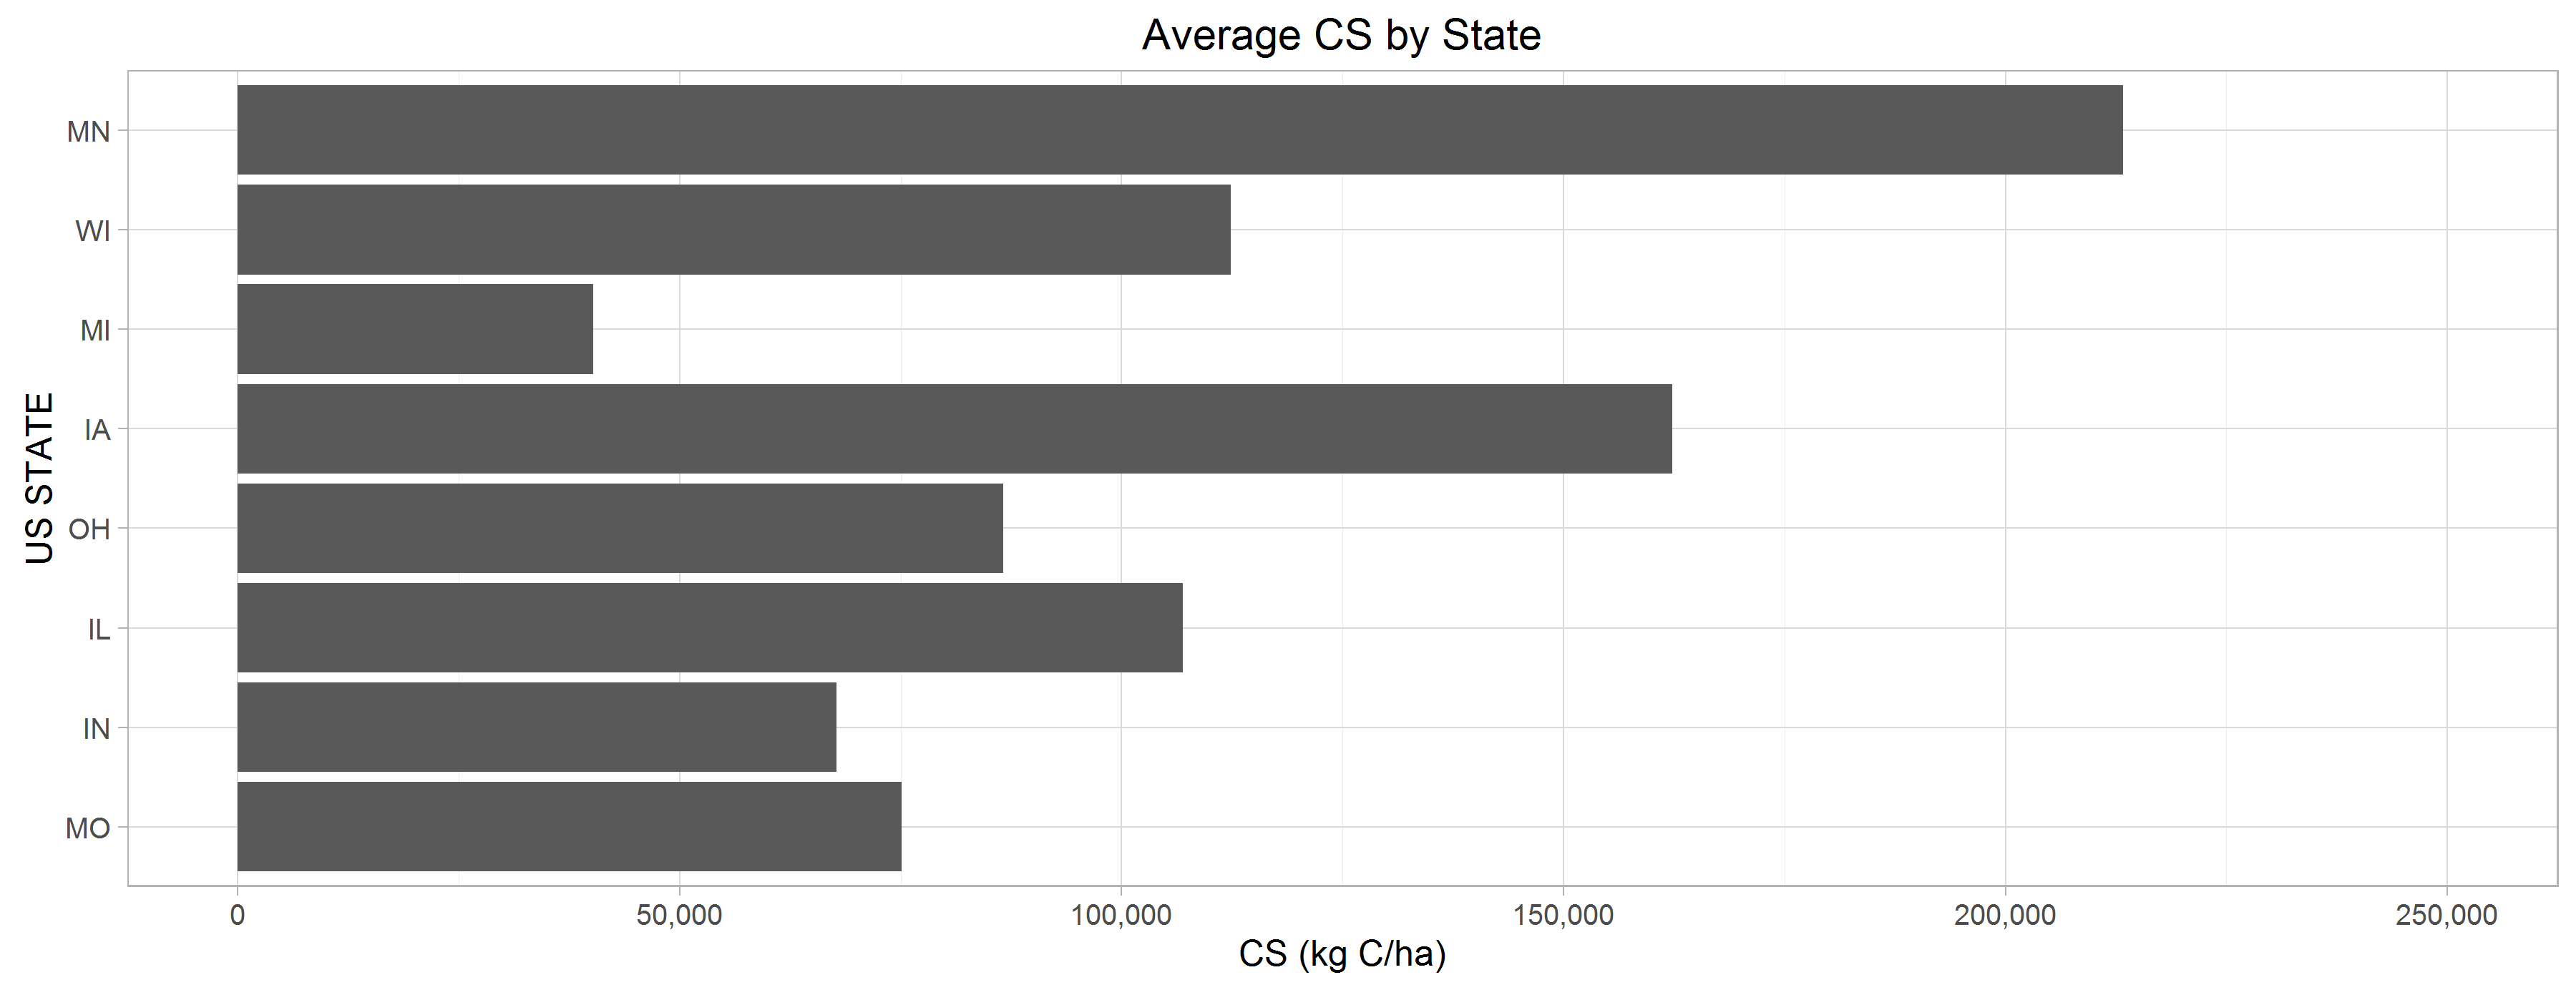 Average CS by State
US STATE
MN
WI
MI
IA
OH
IL
IN
MO
0 50,000 100,000 150,000 200,000 250,000
CS (kg C/ha)